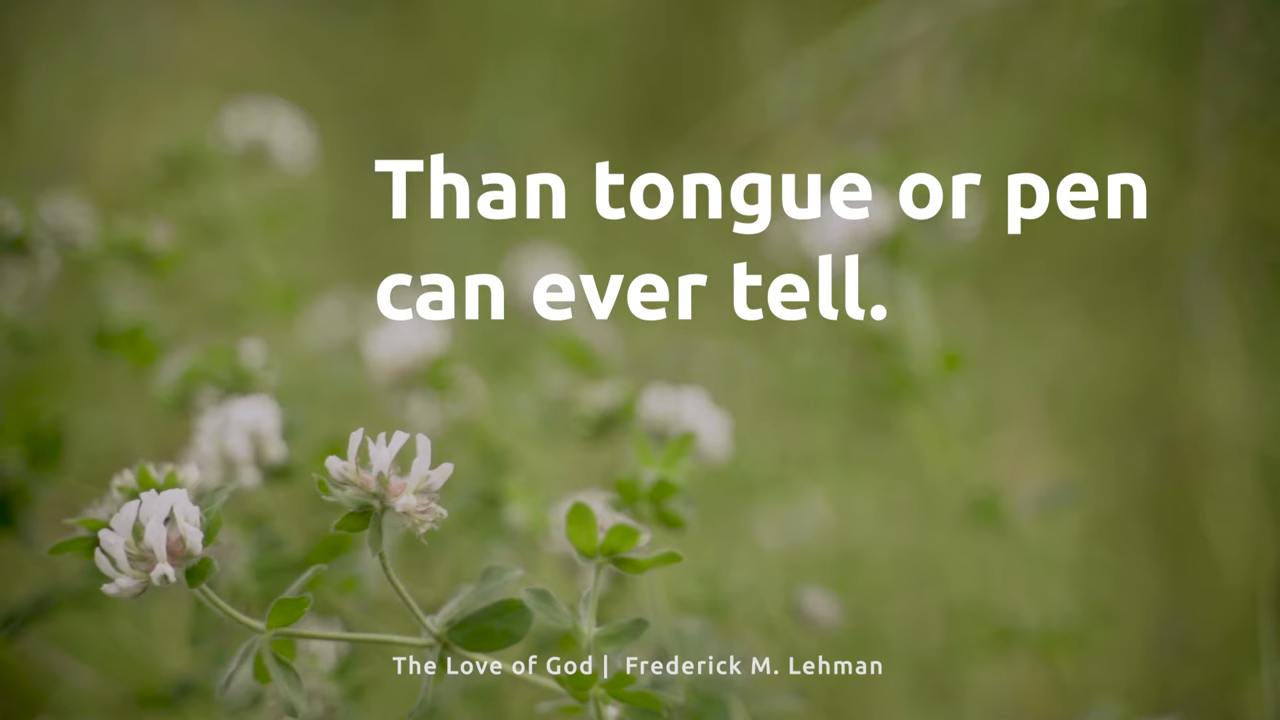 Than tongue or pen
can ever tell.
The Love of God | Frederick M. Lehman